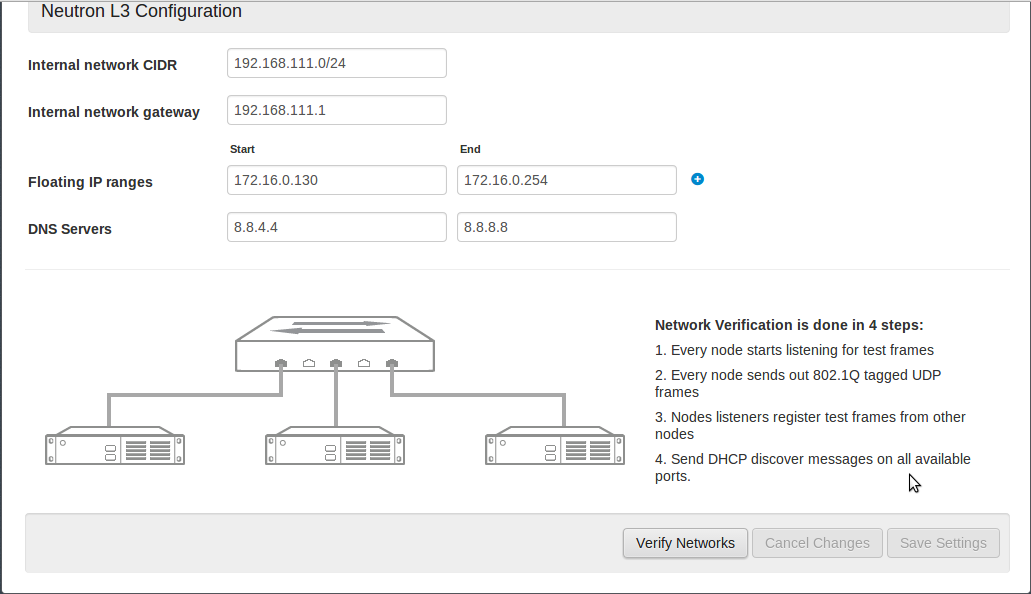 Neutron L3 Configuration
Internal network CIDR 192.168.111.0/24
Internal network gateway 192.168.111.1
Start End
Floating IP ranges 172.16.0.130 172.16.0.254
DNS Servers 8.8.4.4 8.8.8.8
Network Verification is done in 4 steps:
1. Every node starts listening for test frames
2. Every node sends out 802.1Q tagged UDP
frames
3. Nodes listeners register test frames from other
nodes
4. Send DHCP discover messages on all available
ports.
Verify Networks Cancel Changes Save Settings